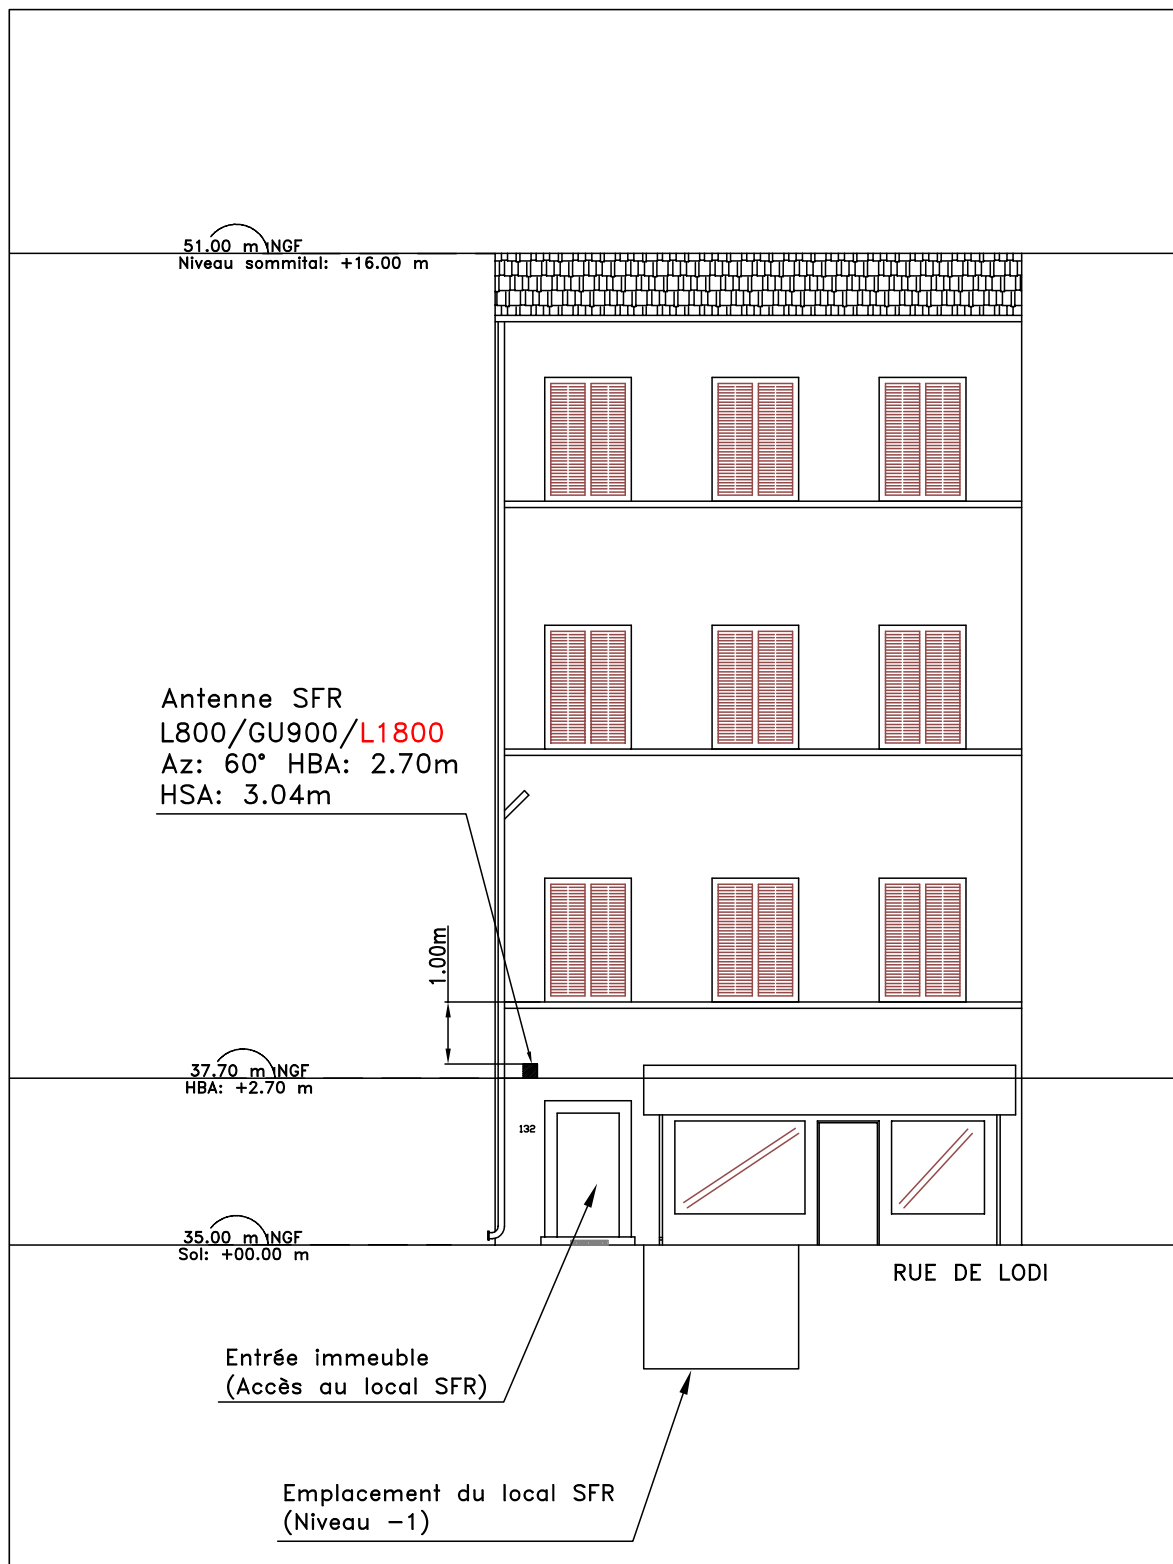 51.00 m NGF
Niveau sommital: +16.00 m
Antenne SFR
L800/GU900/L1800
Az: 60° HBA: 2.70m
HSA: 3.04m
1.00m
37.70 m NGF
HBA: +2.70 m
132
35.00 m NGF
Sol: +00.00 m
RUE DE LODI
Entrée immeuble
(Accès au local SFR)
Emplacement du local SFR
(Niveau -1)